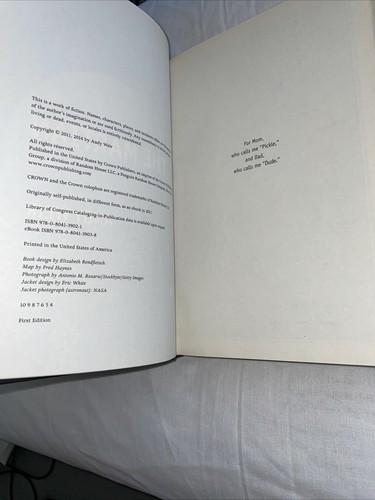 This is a work of fiction. Names, characters, places, and incidents either are the product
of the author's imagination or are used fictitiously. Any resemblance to actual persons,
living or dead, events, or locales is entirely coincidental.
Copyright © 2011, 2014 by Andy Weir
All rights reserved.
Published in the United States by Crown Publishers, an imprint of the Crown Publishing
Group, a division of Random House LLC, a Penguin Random House Company
www.crownpublishing.com
CROWN and the Crown colophon are registered trademarks of Random House LLC
Originally self-published, in different form, as an ebook in 2011.
Library of Congress Cataloging-in-Publication data is available upon request
ISBN 978-0-8041-3902-1
eBook ISBN 978-0-8041-3903-8
Printed in the United States of America
Book design by Elizabeth Rendfleisch
Map by Fred Haynes
Photograph by Antonio M. Rosario/Stockbyte/Getty Images
Jacket design by Eric White
Jacket photograph (astronaut): NASA
10 9 8 7 6 5 4
First Edition
For Mom,
who calls me "Pickle,"
and Dad,
who calls me "Dude."